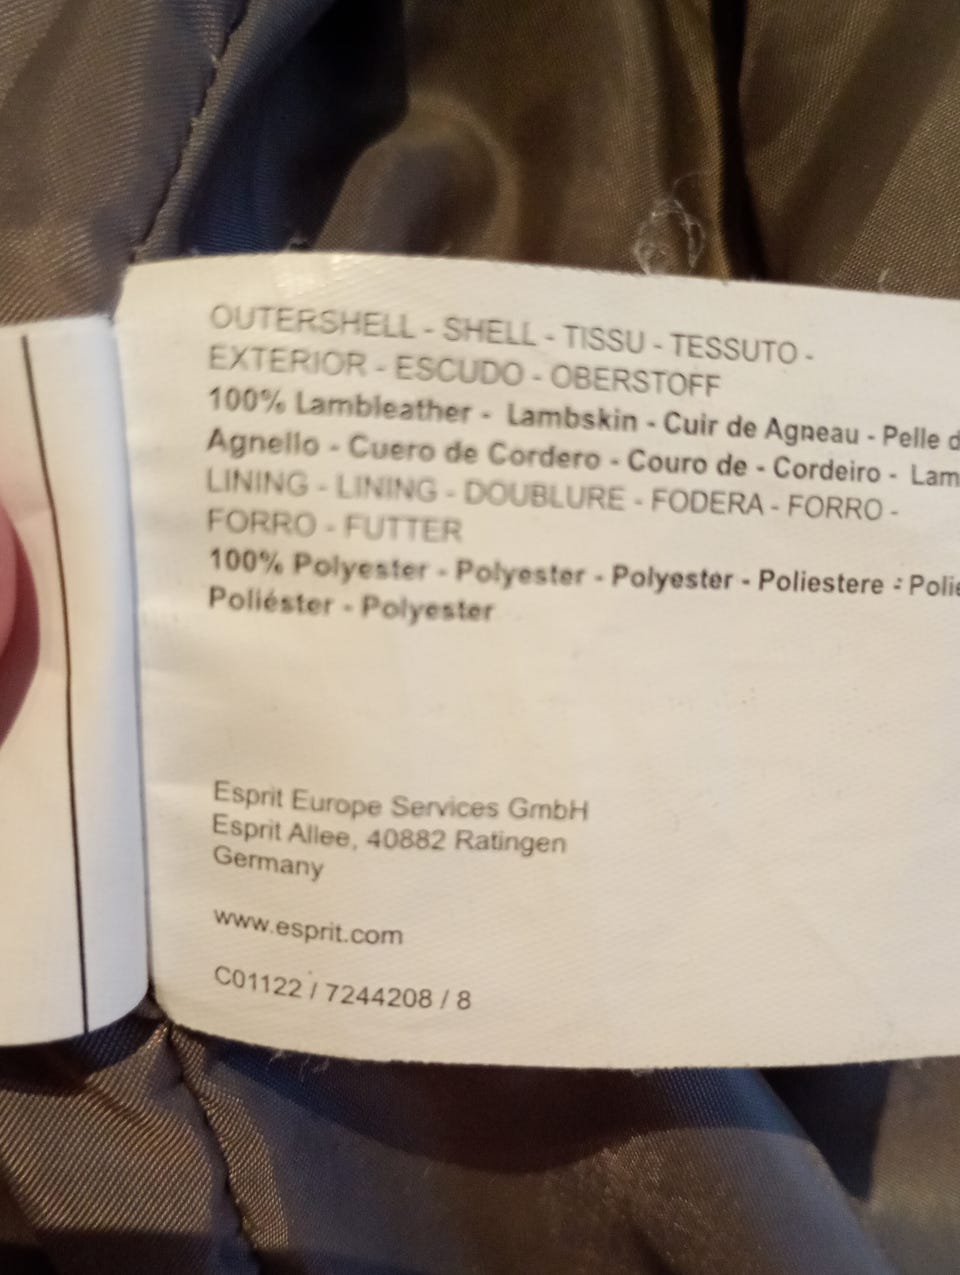 OUTERSHELL - SHELL - TISSU - TESSUTO -
EXTERIOR - ESCUDO - OBERSTOFF
100% Lambleather - Lambskin - Cuir de Agneau - Pelle
Agnello - Cuero de Cordero - Couro de - Cordeiro -
LINING - LINING - DOUBLURE - FODERA - FORRO -
FORRO - FUTTER
100% Polyester - Polyester - Polyester - Poliestere -
Poliéster - Polyester
Esprit Europe Services GmbH
Esprit Allee, 40882 Ratingen
Germany
www.esprit.com
C01122 / 7244208 / 8